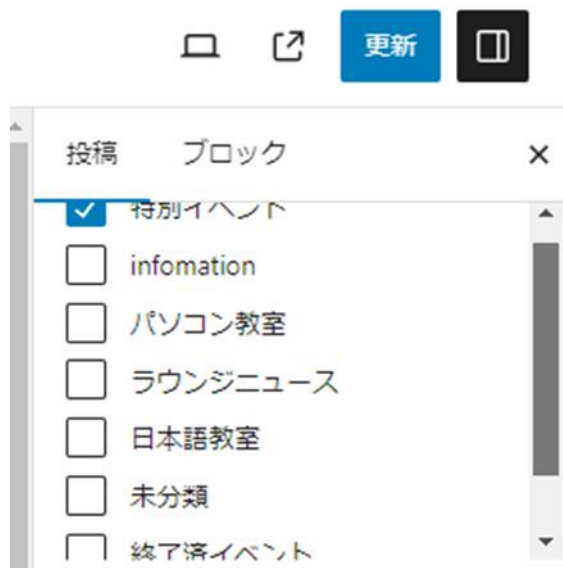 更新
投稿 ブロック
特別イベント
infomation
パソコン教室
ラウンジニュース
日本語教室
未分類
終了済イベント